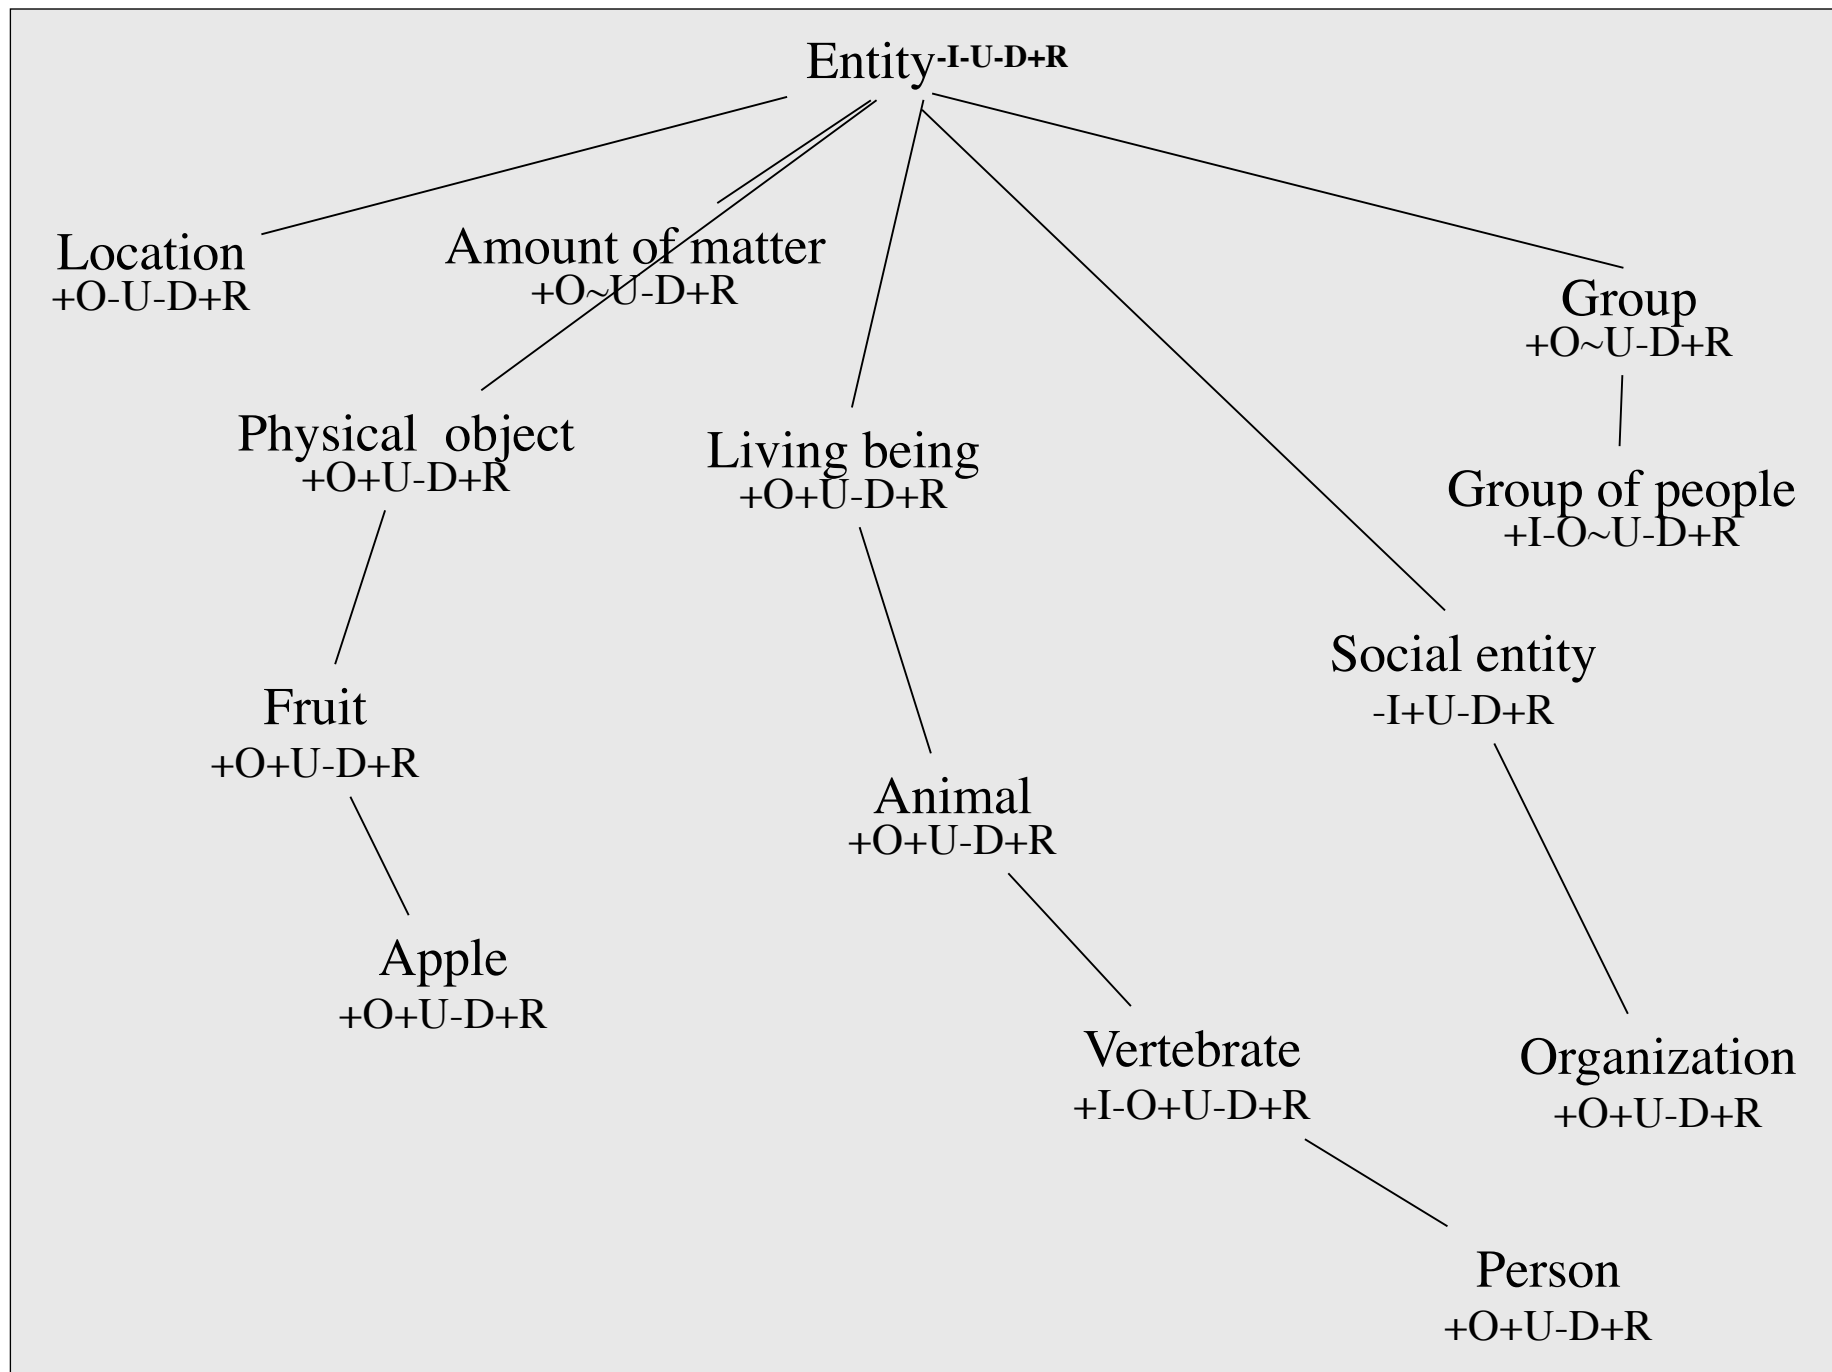 Entity-I-U-D+R
Location
+O-U-D+R
Amount of matter
+O~U-D+R
Group
+O~U-D+R
Physical object
+O+U-D+R
Living being
+O+U-D+R
Group of people
+I-O~U-D+R
Social entity
-I+U-D+R
Fruit
+O+U-D+R
Animal
+O+U-D+R
Apple
+O+U-D+R
Vertebrate
+I-O+U-D+R
Organization
+O+U-D+R
Person
+O+U-D+R